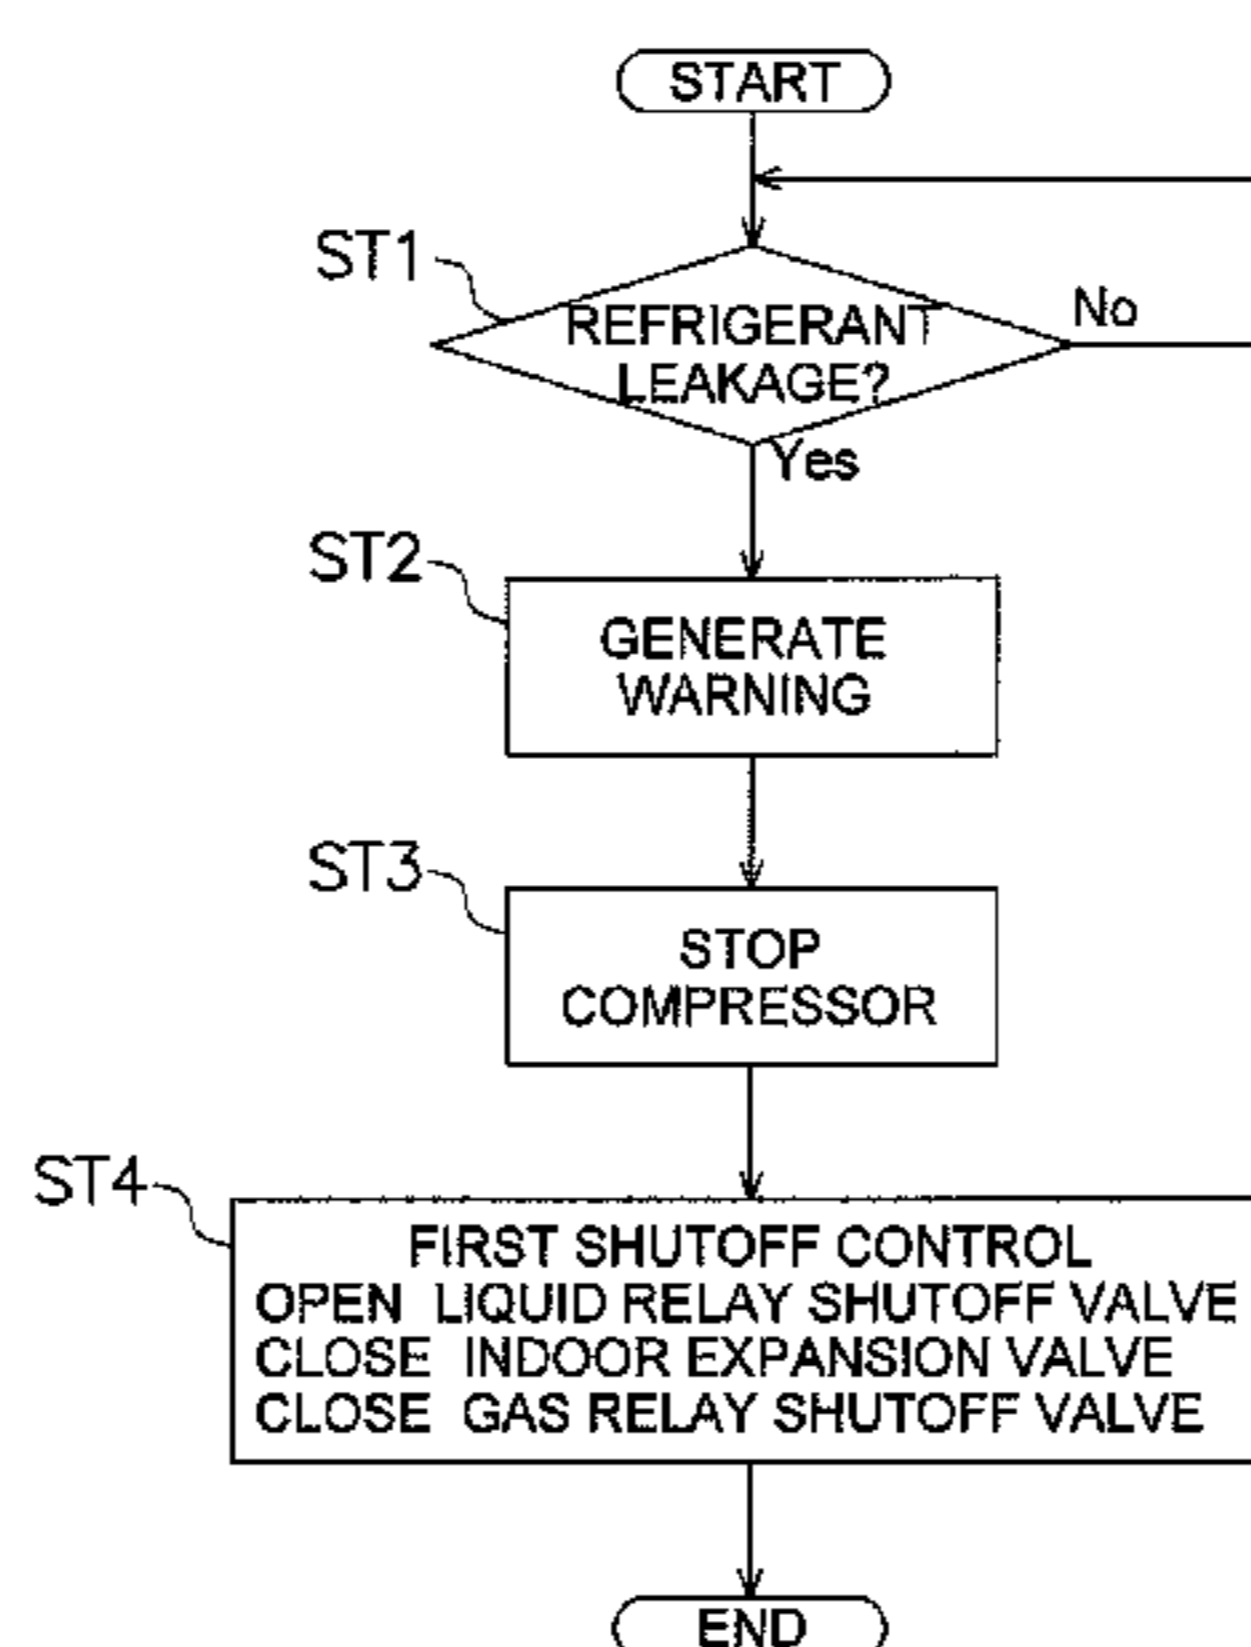 START
ST1
REFRIGERANT
LEAKAGE?
No
Yes
ST2
GENERATE
WARNING
ST3
STOP
COMPRESSOR
ST4
FIRST SHUTOFF CONTROL
OPEN LIQUID RELAY SHUTOFF VALVE
CLOSE INDOOR EXPANSION VALVE
CLOSE GAS RELAY SHUTOFF VALVE
END